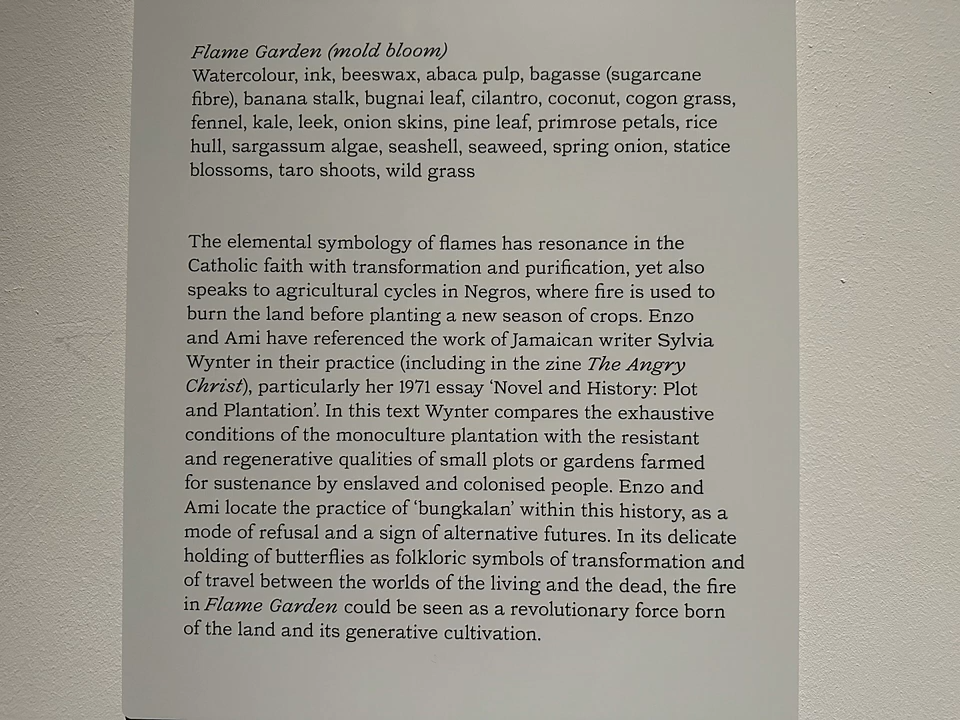 Flame Garden (mold bloom)
Watercolour, ink, beeswax, abaca pulp, bagasse (sugarcane
fibre), banana stalk, bugnai leaf, cilantro, coconut, cogon grass,
fennel, kale, leek, onion skins, pine leaf, primrose petals, rice
hull, sargassum algae, seashell, seaweed, spring onion, statice
blossoms, taro shoots, wild grass
The elemental symbology of flames has resonance in the
Catholic faith with transformation and purification, yet also
speaks to agricultural cycles in Negros, where fire is used to
burn the land before planting a new season of crops. Enzo
and Ami have referenced the work of Jamaican writer Sylvia
Wynter in their practice (including in the zine The Angry
Christ), particularly her 1971 essay ‘Novel and History: Plot
and Plantation’. In this text Wynter compares the exhaustive
conditions of the monoculture plantation with the resistant
and regenerative qualities of small plots or gardens farmed
for sustenance by enslaved and colonised people. Enzo and
Ami locate the practice of ‘bungkalan’ within this history, as a
mode of refusal and a sign of alternative futures. In its delicate
holding of butterflies as folkloric symbols of transformation and
of travel between the worlds of the living and the dead, the fire
in Flame Garden could be seen as a revolutionary force born
of the land and its generative cultivation.